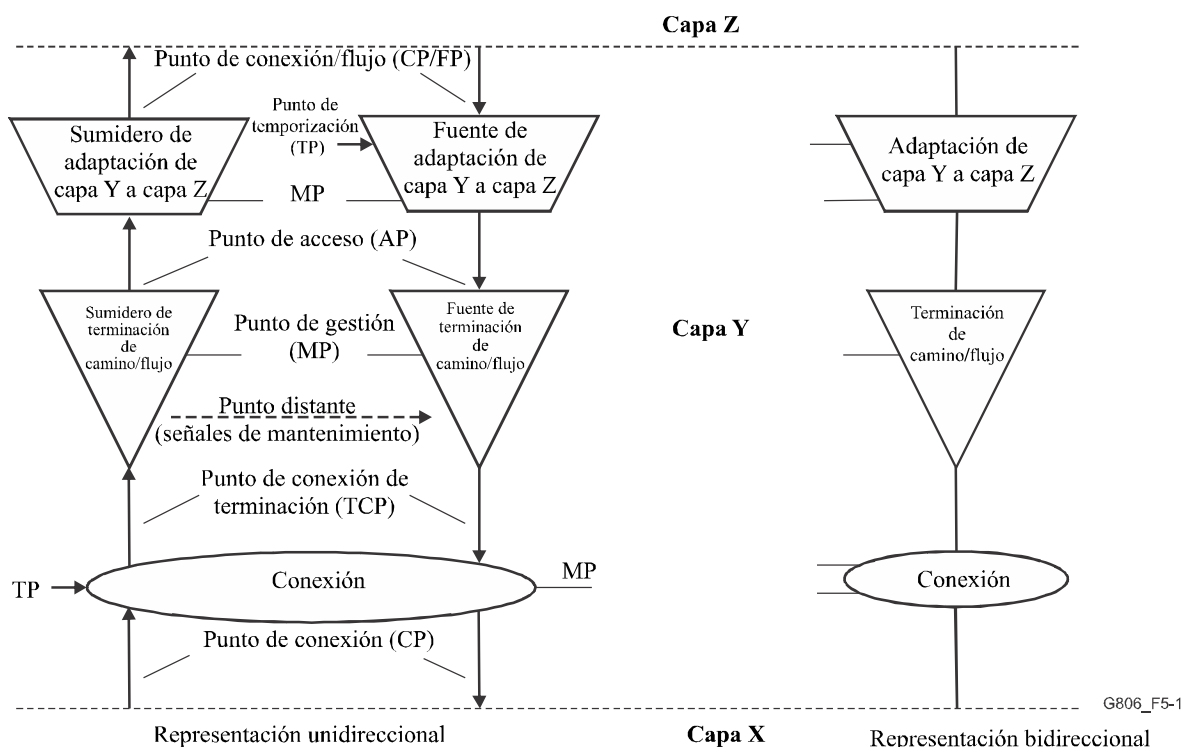 Capa Z
Punto de conexión/flujo (CP/FP)
Punto de
temporización
(TP)
Sumidero de
adaptación de
capa Y a capa Z
Fuente de
adaptación de
capa Y a capa Z
Adaptación de
capa Y a capa Z
MP
Punto de acceso (AP)
Sumidero de
terminación
de
camino/flujo
Punto de gestión
(MP)
Fuente de
terminación
de
camino/flujo
Capa Y
Terminación
de
camino/flujo
Punto distante
(señales de mantenimiento)
Punto de conexión de
terminación (TCP)
TP
Conexión
MP
Conexión
Punto de conexión (CP)
G806_F5-1
Representación unidireccional
Capa X
Representación bidireccional